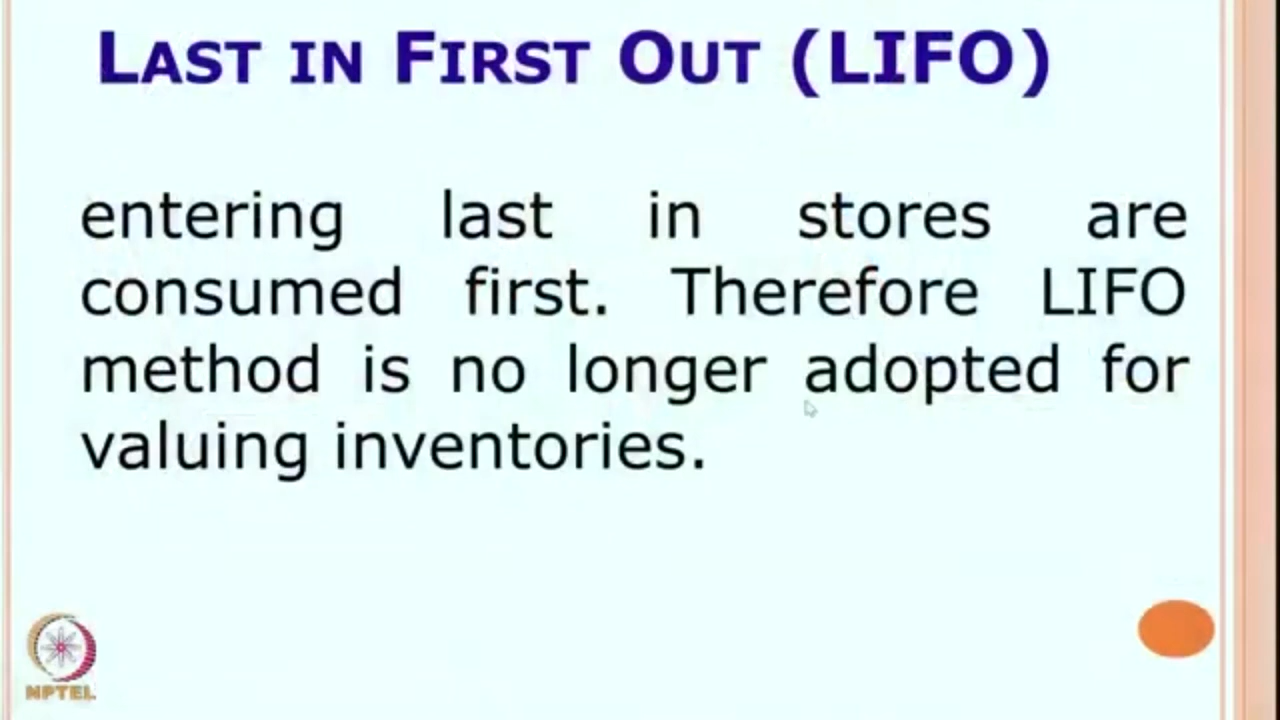 LAST IN FIRST OUT (LIFO)
entering last in stores are
consumed first. Therefore LIFO
method is no longer adopted for
valuing inventories.
NPTEL